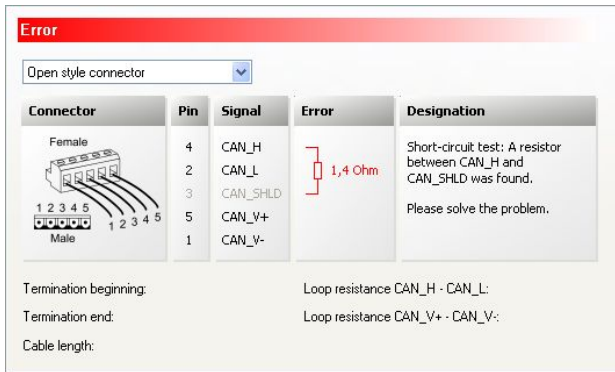 Error
Open style connector
Connector Pin Signal Error Designation
Female
1 2 3 4 5
1 2 3 4 5
Male
4 CAN_H
2 CAN_L
3 CAN_SHLD
5 CAN_V+
1 CAN_V-
1,4 Ohm
Short-circuit test: A resistor
between CAN_H and
CAN_SHLD was found.
Please solve the problem.
Termination beginning:
Loop resistance CAN_H - CAN_L:
Termination end:
Loop resistance CAN_V+ - CAN_V-:
Cable length: